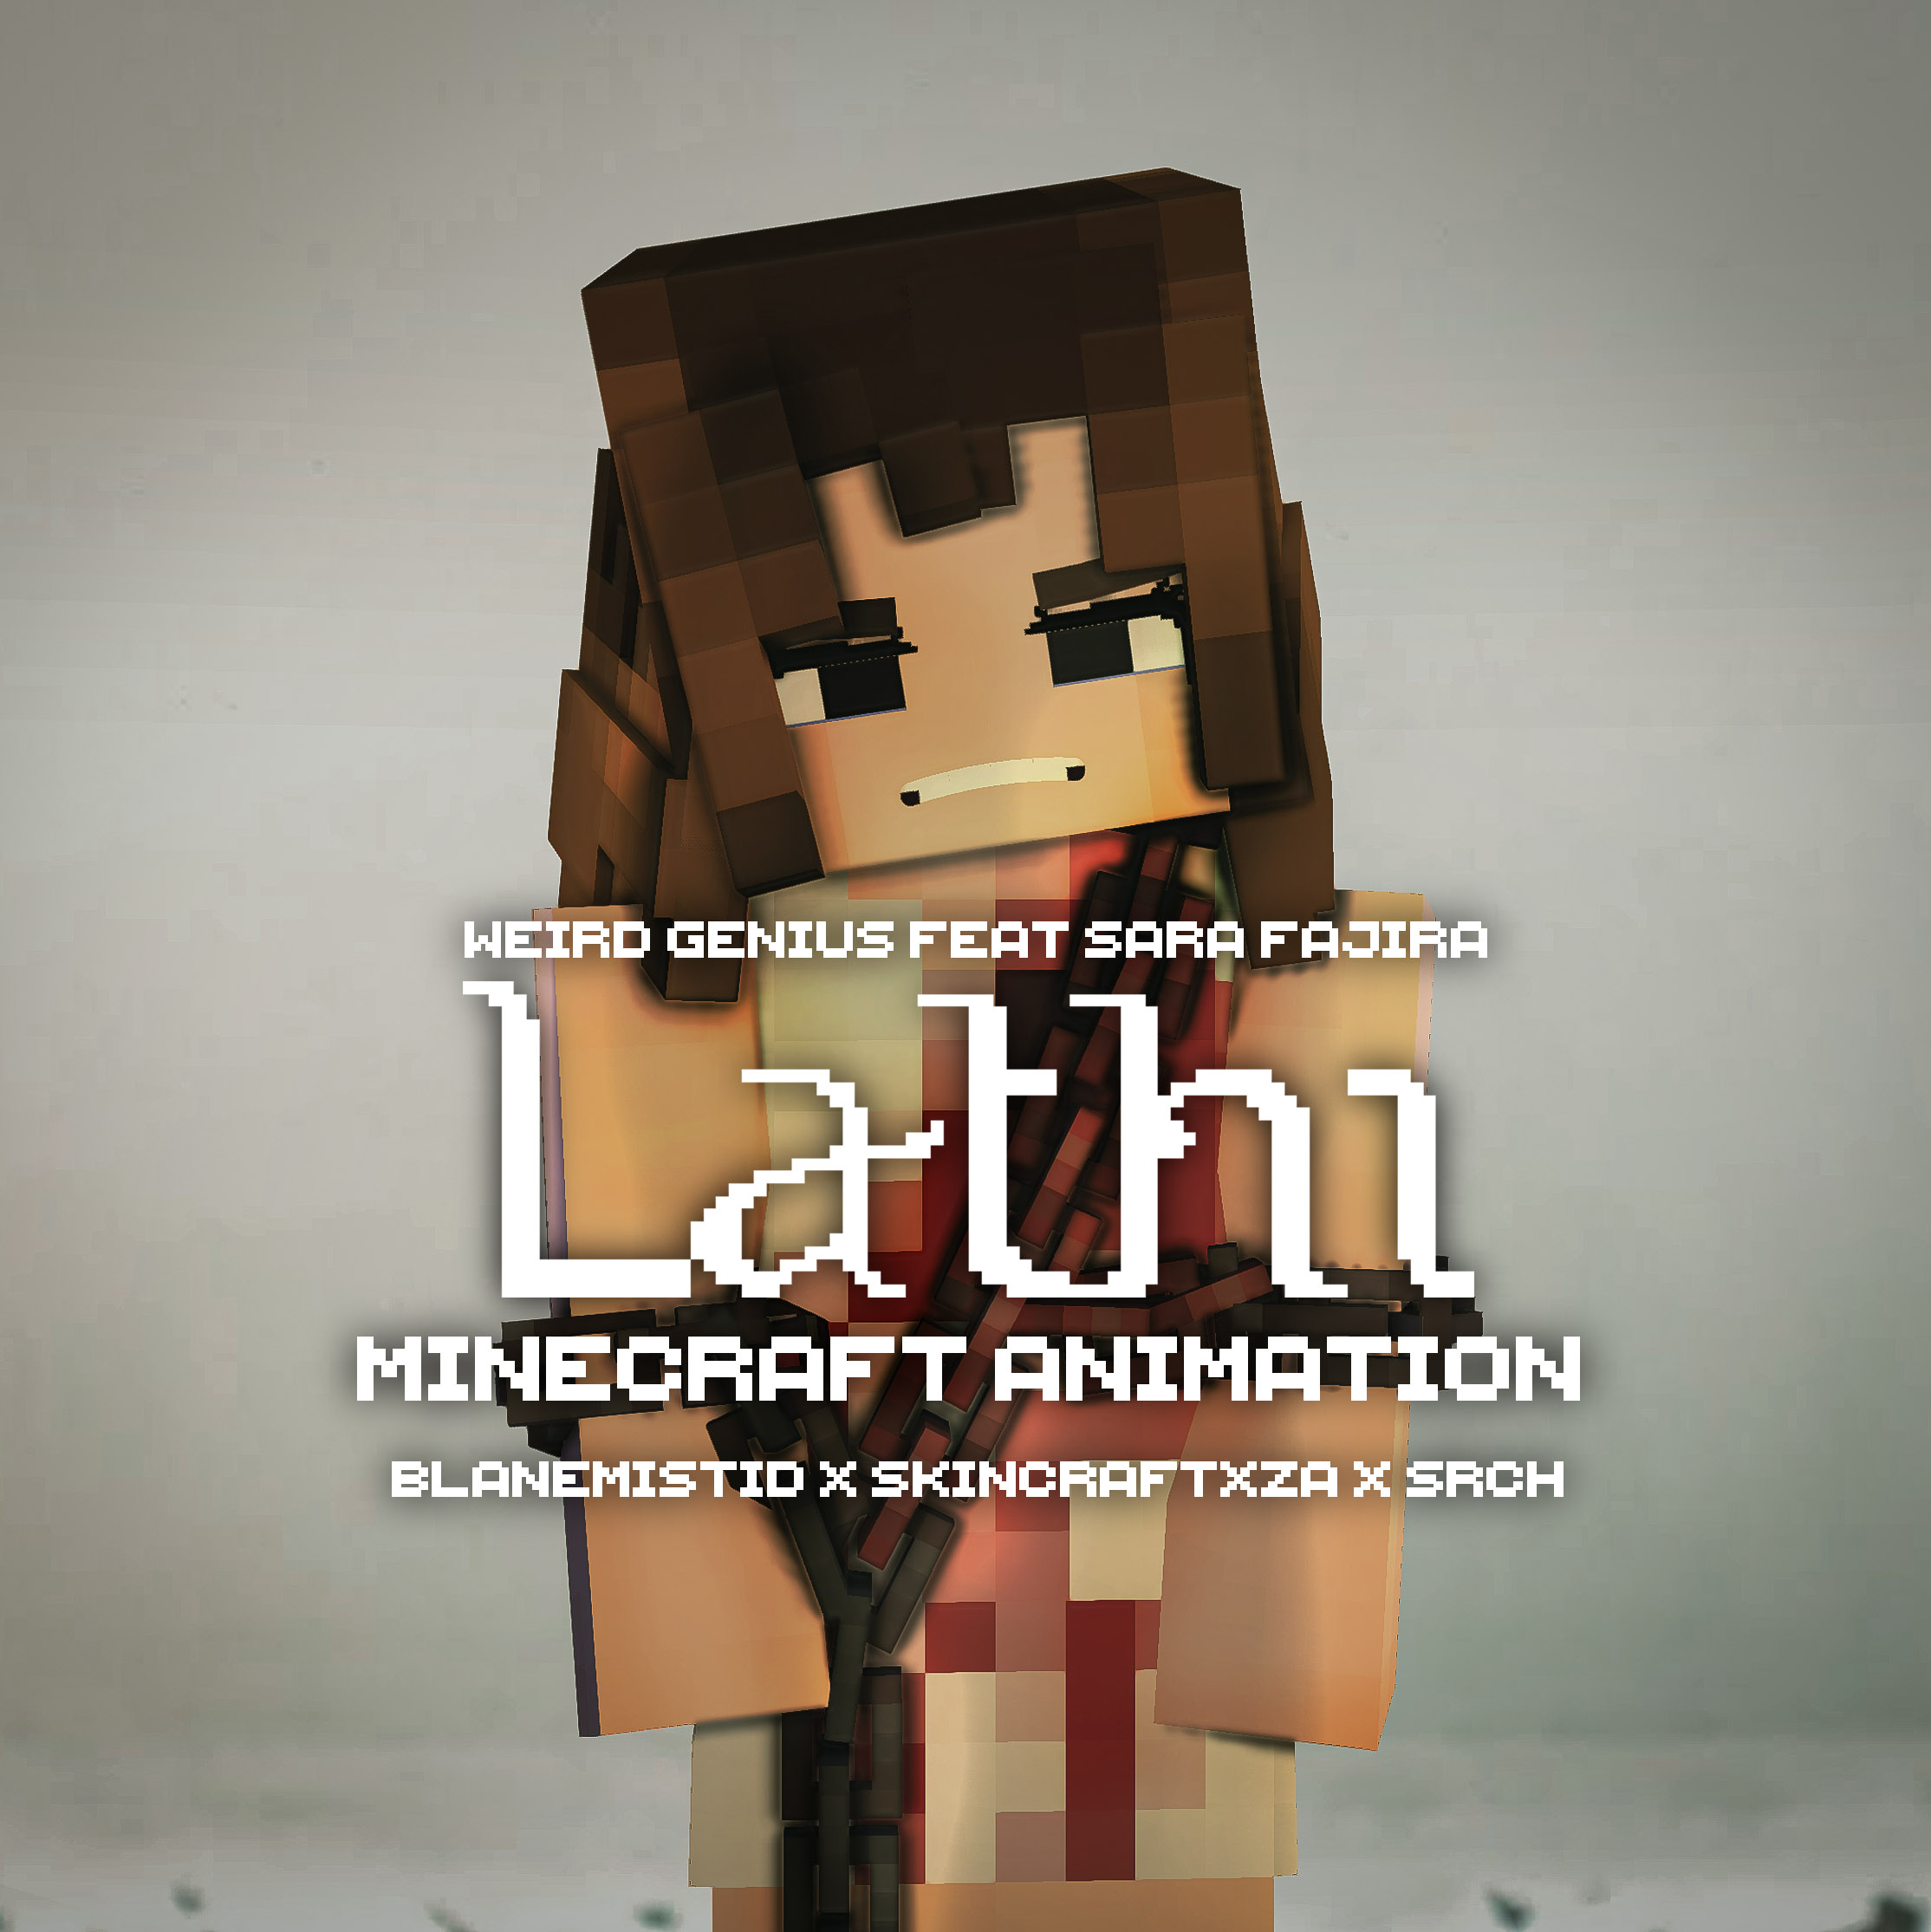 WEIRD GENIUS FEAT SARA FAJIRA
Lathi
MINECRAFT ANIMATION
BLANEMISTID X SKINCRAFTXZA X SRCH